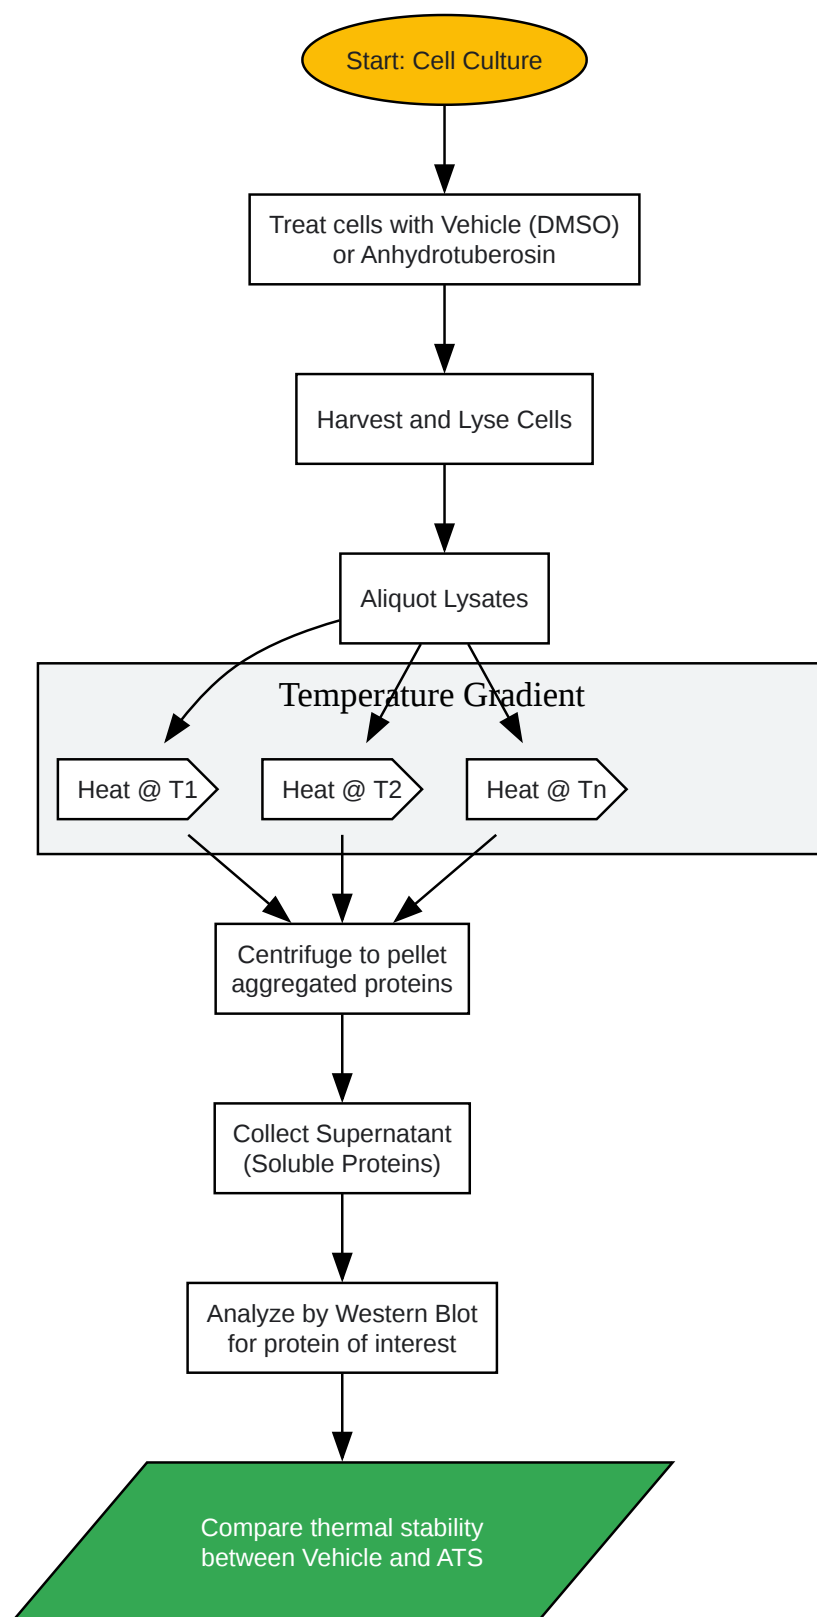 Start: Cell Culture
Treat cells with Vehicle (DMSO)
or Anhydrotuberosin
Harvest and Lyse Cells
Aliquot Lysates
Temperature Gradient
Heat @ T1
Heat @ T2
Heat @ Tn
Centrifuge to pellet
aggregated proteins
Collect Supernatant
(Soluble Proteins)
Analyze by Western Blot
for protein of interest
Compare thermal stability
between Vehicle and ATS